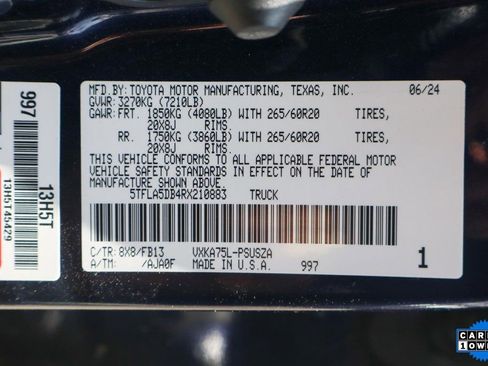 MFD.BY:TOYOTA MOTOR MANUFACTURING, TEXAS, INC. 06/24
GVWR: 3270KG (7210LB)
GAWR: FRT. 1850KG (4080LB) WITH 265/60R20 TIRES,
20X8J RIMS.
RR. 1750KG (3860LB) WITH 265/60R20 TIRES,
20X8J RIMS.
THIS VEHICLE CONFORMS TO ALL APPLICABLE FEDERAL MOTOR
VEHICLE SAFETY STANDARDS IN EFFECT ON THE DATE OF
MANUFACTURE SHOWN ABOVE.
5TFLA5DB4RX210883 TRUCK
C/TR: 8X8/FB13 VXKA75L-PSUSZA
A/TM: /AJA0F MADE IN U.S.A. 997 1
997
13H5T
13H5T45429
CAR
1 OWN